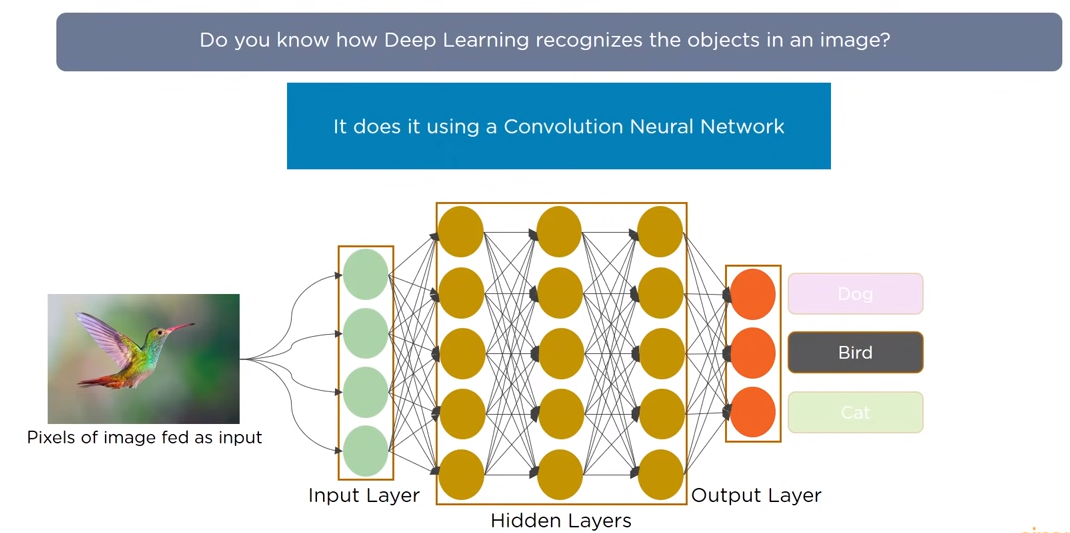 Do you know how Deep Learning recognizes the objects in an image?
It does it using a Convolution Neural Network
Dog
Bird
Cat
Pixels of image fed as input
Input Layer
Output Layer
Hidden Layers